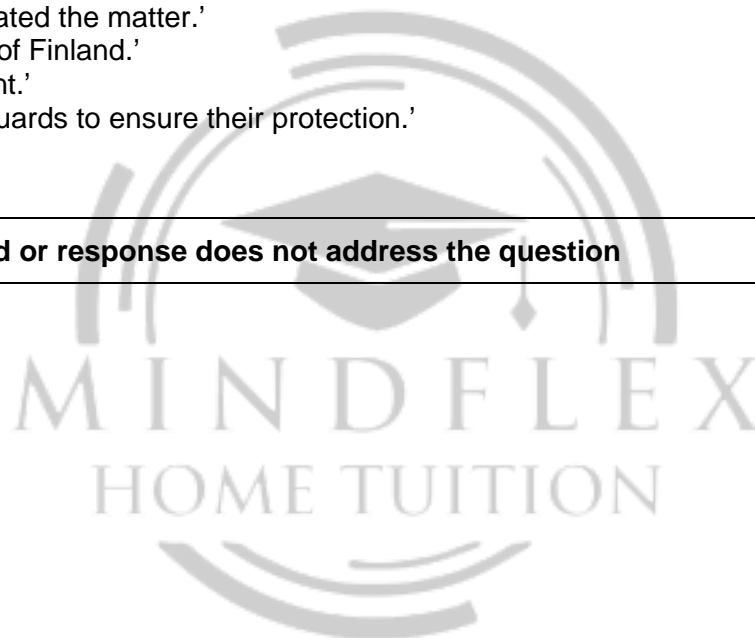 ated the matter.’
of Finland.’
nt.’
uards to ensure their protection.’
d or response does not address the question
MINDFLEX
HOME TUITION